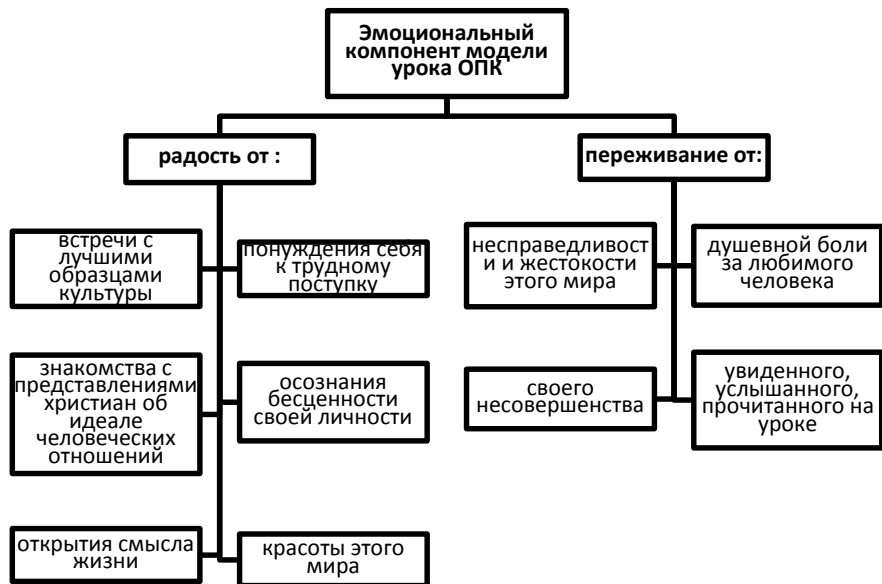 Эмоциональный
компонент модели
урока ОПК
радость от :
переживание от:
встречи с
лучшими
образцами
культуры
понуждения себя
к трудному
поступку
несправедливост
и и жестокости
этого мира
душевной боли
за любимого
человека
знакомства с
представлениями
христиан об
идеале
человеческих
отношений
осознания
бесценности
своей личности
своего
несовершенства
увиденного,
услышанного,
прочитанного на
уроке
открытия смысла
жизни
красоты этого
мира